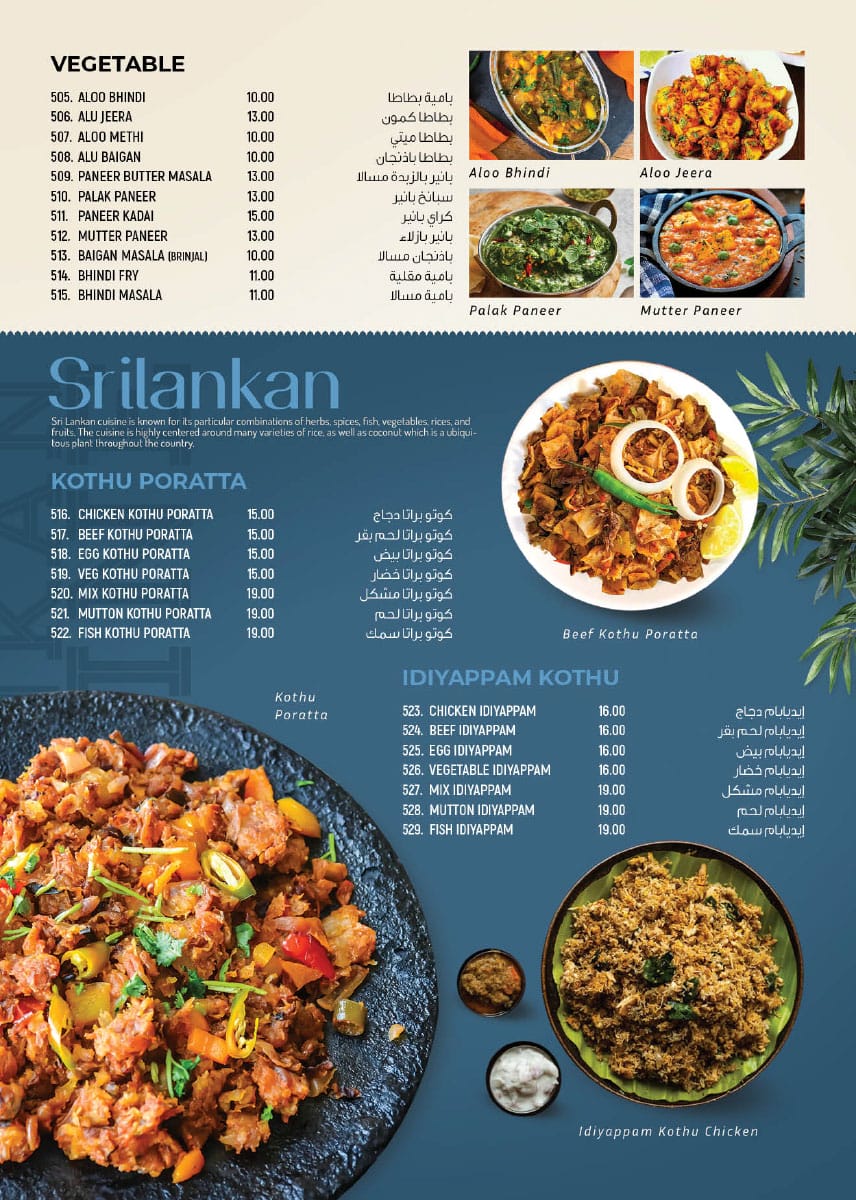 VEGETABLE
505. ALOO BHINDI 10.00 بامية بطاطا
506. ALU JEERA 13.00 بطاطا كمون
507. ALOO METHI 10.00 بطاطا ميتي
508. ALU BAIGAN 10.00 بطاطا باذنجان
509. PANEER BUTTER MASALA 13.00 بانير بالزبدة مسالا
510. PALAK PANEER 13.00 سبانخ بانير
511. PANEER KADAI 15.00 كراي بانير
512. MUTTER PANEER 13.00 بانير بازلاء
513. BAIGAN MASALA (BRINJAL) 10.00 باذنجان مسالا
514. BHINDI FRY 11.00 بامية مقلية
515. BHINDI MASALA 11.00 بامية مسالا
Aloo Bhindi
Aloo Jeera
Palak Paneer
Mutter Paneer
Srilankan
Sri Lankan cuisine is known for its particular combinations of herbs, spices, fish, vegetables, rices, and
fruits. The cuisine is highly centered around many varieties of rice, as well as coconut which is a ubiqui-
tous plant throughout the country.
KOTHU PORATTA
516. CHICKEN KOTHU PORATTA 15.00 كوتو براتا دجاج
517. BEEF KOTHU PORATTA 15.00 كوتو براتا لحم بقر
518. EGG KOTHU PORATTA 15.00 كوتو براتا بيض
519. VEG KOTHU PORATTA 15.00 كوتو براتا خضار
520. MIX KOTHU PORATTA 19.00 كوتو براتا مشكل
521. MUTTON KOTHU PORATTA 19.00 كوتو براتا لحم
522. FISH KOTHU PORATTA 19.00 كوتو براتا سمك
Beef Kothu Poratta
Kothu
Poratta
IDIYAPPAM KOTHU
523. CHICKEN IDIYAPPAM 16.00 إيديابام دجاج
524. BEEF IDIYAPPAM 16.00 إيديابام لحم بقر
525. EGG IDIYAPPAM 16.00 إيديابام بيض
526. VEGETABLE IDIYAPPAM 16.00 إيديابام خضار
527. MIX IDIYAPPAM 19.00 إيديابام مشكل
528. MUTTON IDIYAPPAM 19.00 إيديابام لحم
529. FISH IDIYAPPAM 19.00 إيديابام سمك
Idiyappam Kothu Chicken